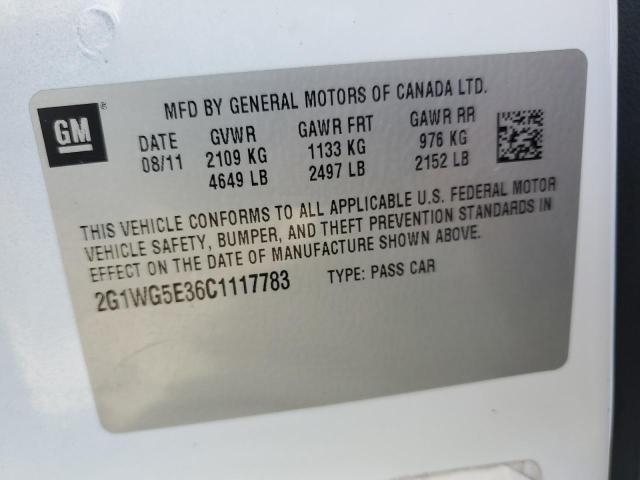 GM ®
MFD BY GENERAL MOTORS OF CANADA LTD.
DATE GVWR GAWR FRT GAWR RR
08/11 2109 KG 1133 KG 976 KG
4649 LB 2497 LB 2152 LB
THIS VEHICLE CONFORMS TO ALL APPLICABLE U.S. FEDERAL MOTOR
VEHICLE SAFETY, BUMPER, AND THEFT PREVENTION STANDARDS IN
EFFECT ON THE DATE OF MANUFACTURE SHOWN ABOVE.
2G1WG5E36C1117783 TYPE: PASS CAR